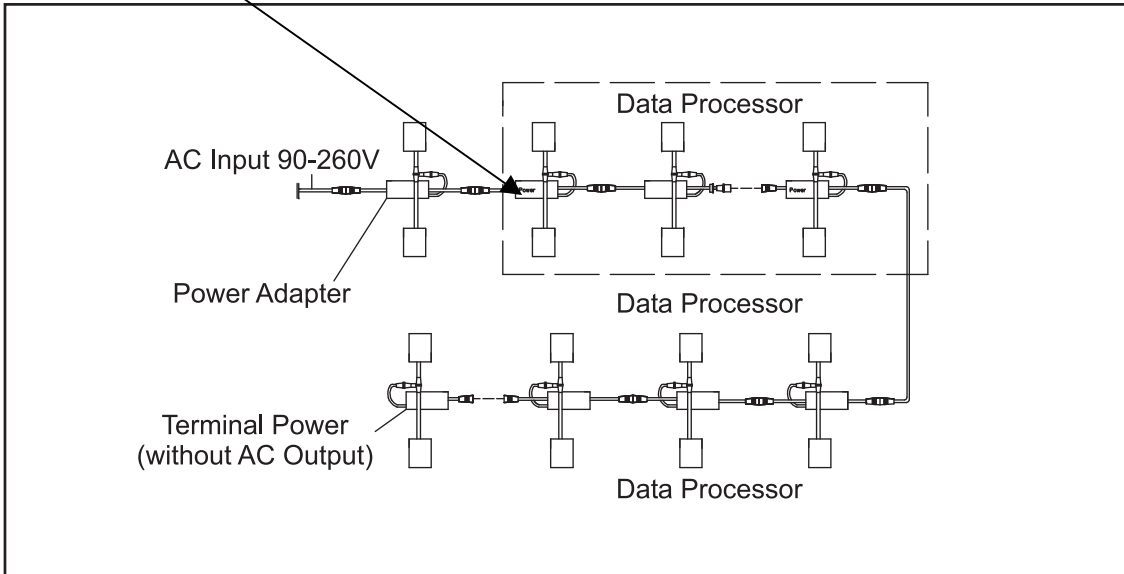 Data Processor
AC Input 90-260V
Power
Power
Power Adapter
Data Processor
Terminal Power
(without AC Output)
Data Processor